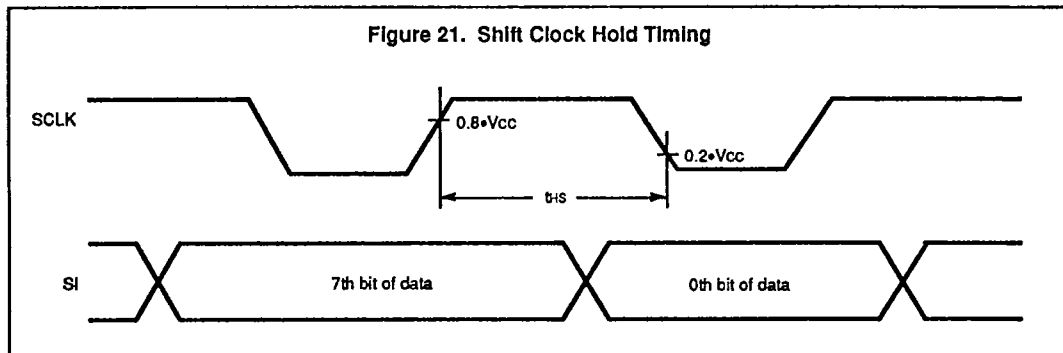 Figure 21. Shift Clock Hold Timing
SCLK
0.8•Vcc
0.2•Vcc
tHS
SI
7th bit of data
0th bit of data